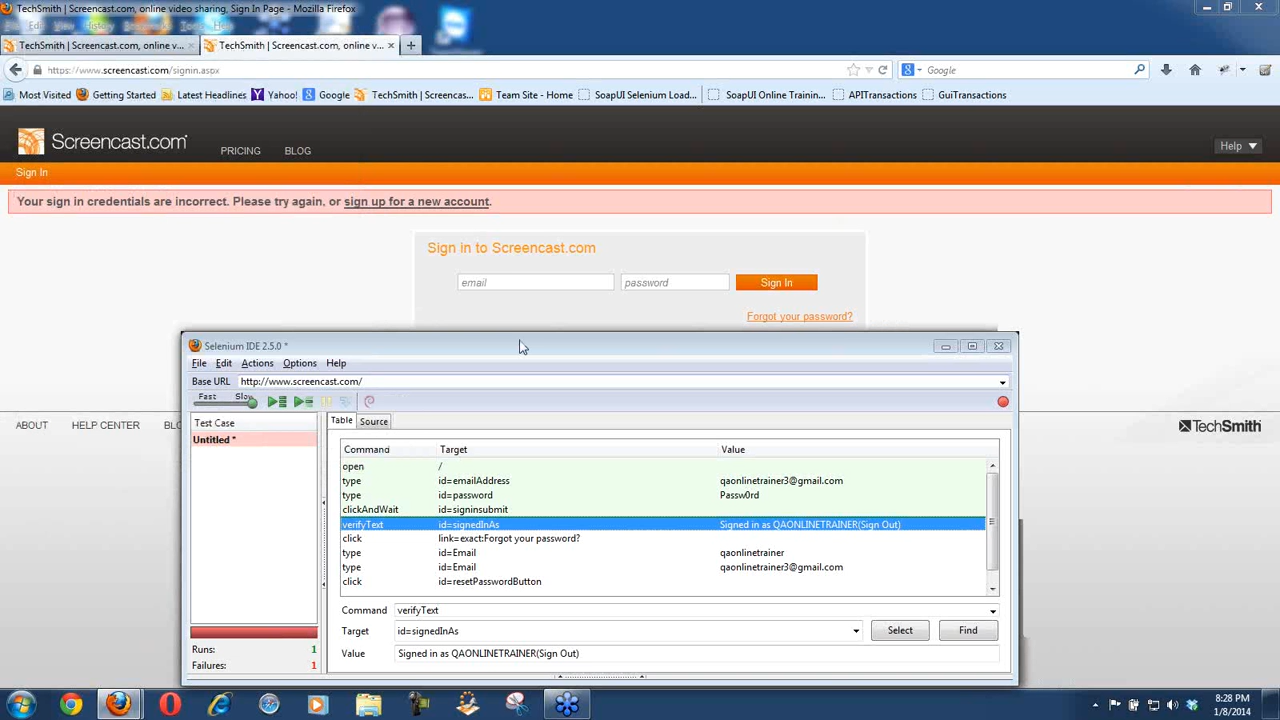 TechSmith | Screencast.com, online video sharing, Sign In Page - Mozilla Firefox
File Edit View History Bookmarks Tools Help
TechSmith | Screencast.com, online v... × TechSmith | Screencast.com, online v... × +
https://www.screencast.com/signin.aspx Google
Most Visited Getting Started Latest Headlines Yahoo! Google TechSmith | Screencas... Team Site - Home SoapUI Selenium Load... SoapUI Online Trainin... APITransactions GuiTransactions
Screencast.com PRICING BLOG Help
Sign In
Your sign in credentials are incorrect. Please try again, or sign up for a new account.
Sign in to Screencast.com
email password Sign In
Forgot your password?
Selenium IDE 2.5.0 *
File Edit Actions Options Help
Base URL http://www.screencast.com/
Fast Slow
Test Case Table Source
Untitled *
Command Target Value
open /
type id=emailAddress qaonlinetrainer3@gmail.com
type id=password Passw0rd
clickAndWait id=signinsubmit
verifyText id=signedInAs Signed in as QAONLINETRAINER(Sign Out)
click link=exact:Forgot your password?
type id=Email qaonlinetrainer
type id=Email qaonlinetrainer3@gmail.com
click id=resetPasswordButton
Command verifyText
Target id=signedInAs Select Find
Value Signed in as QAONLINETRAINER(Sign Out)
Runs: 1
Failures: 1
ABOUT HELP CENTER BLO
TechSmith
8:28 PM
1/8/2014